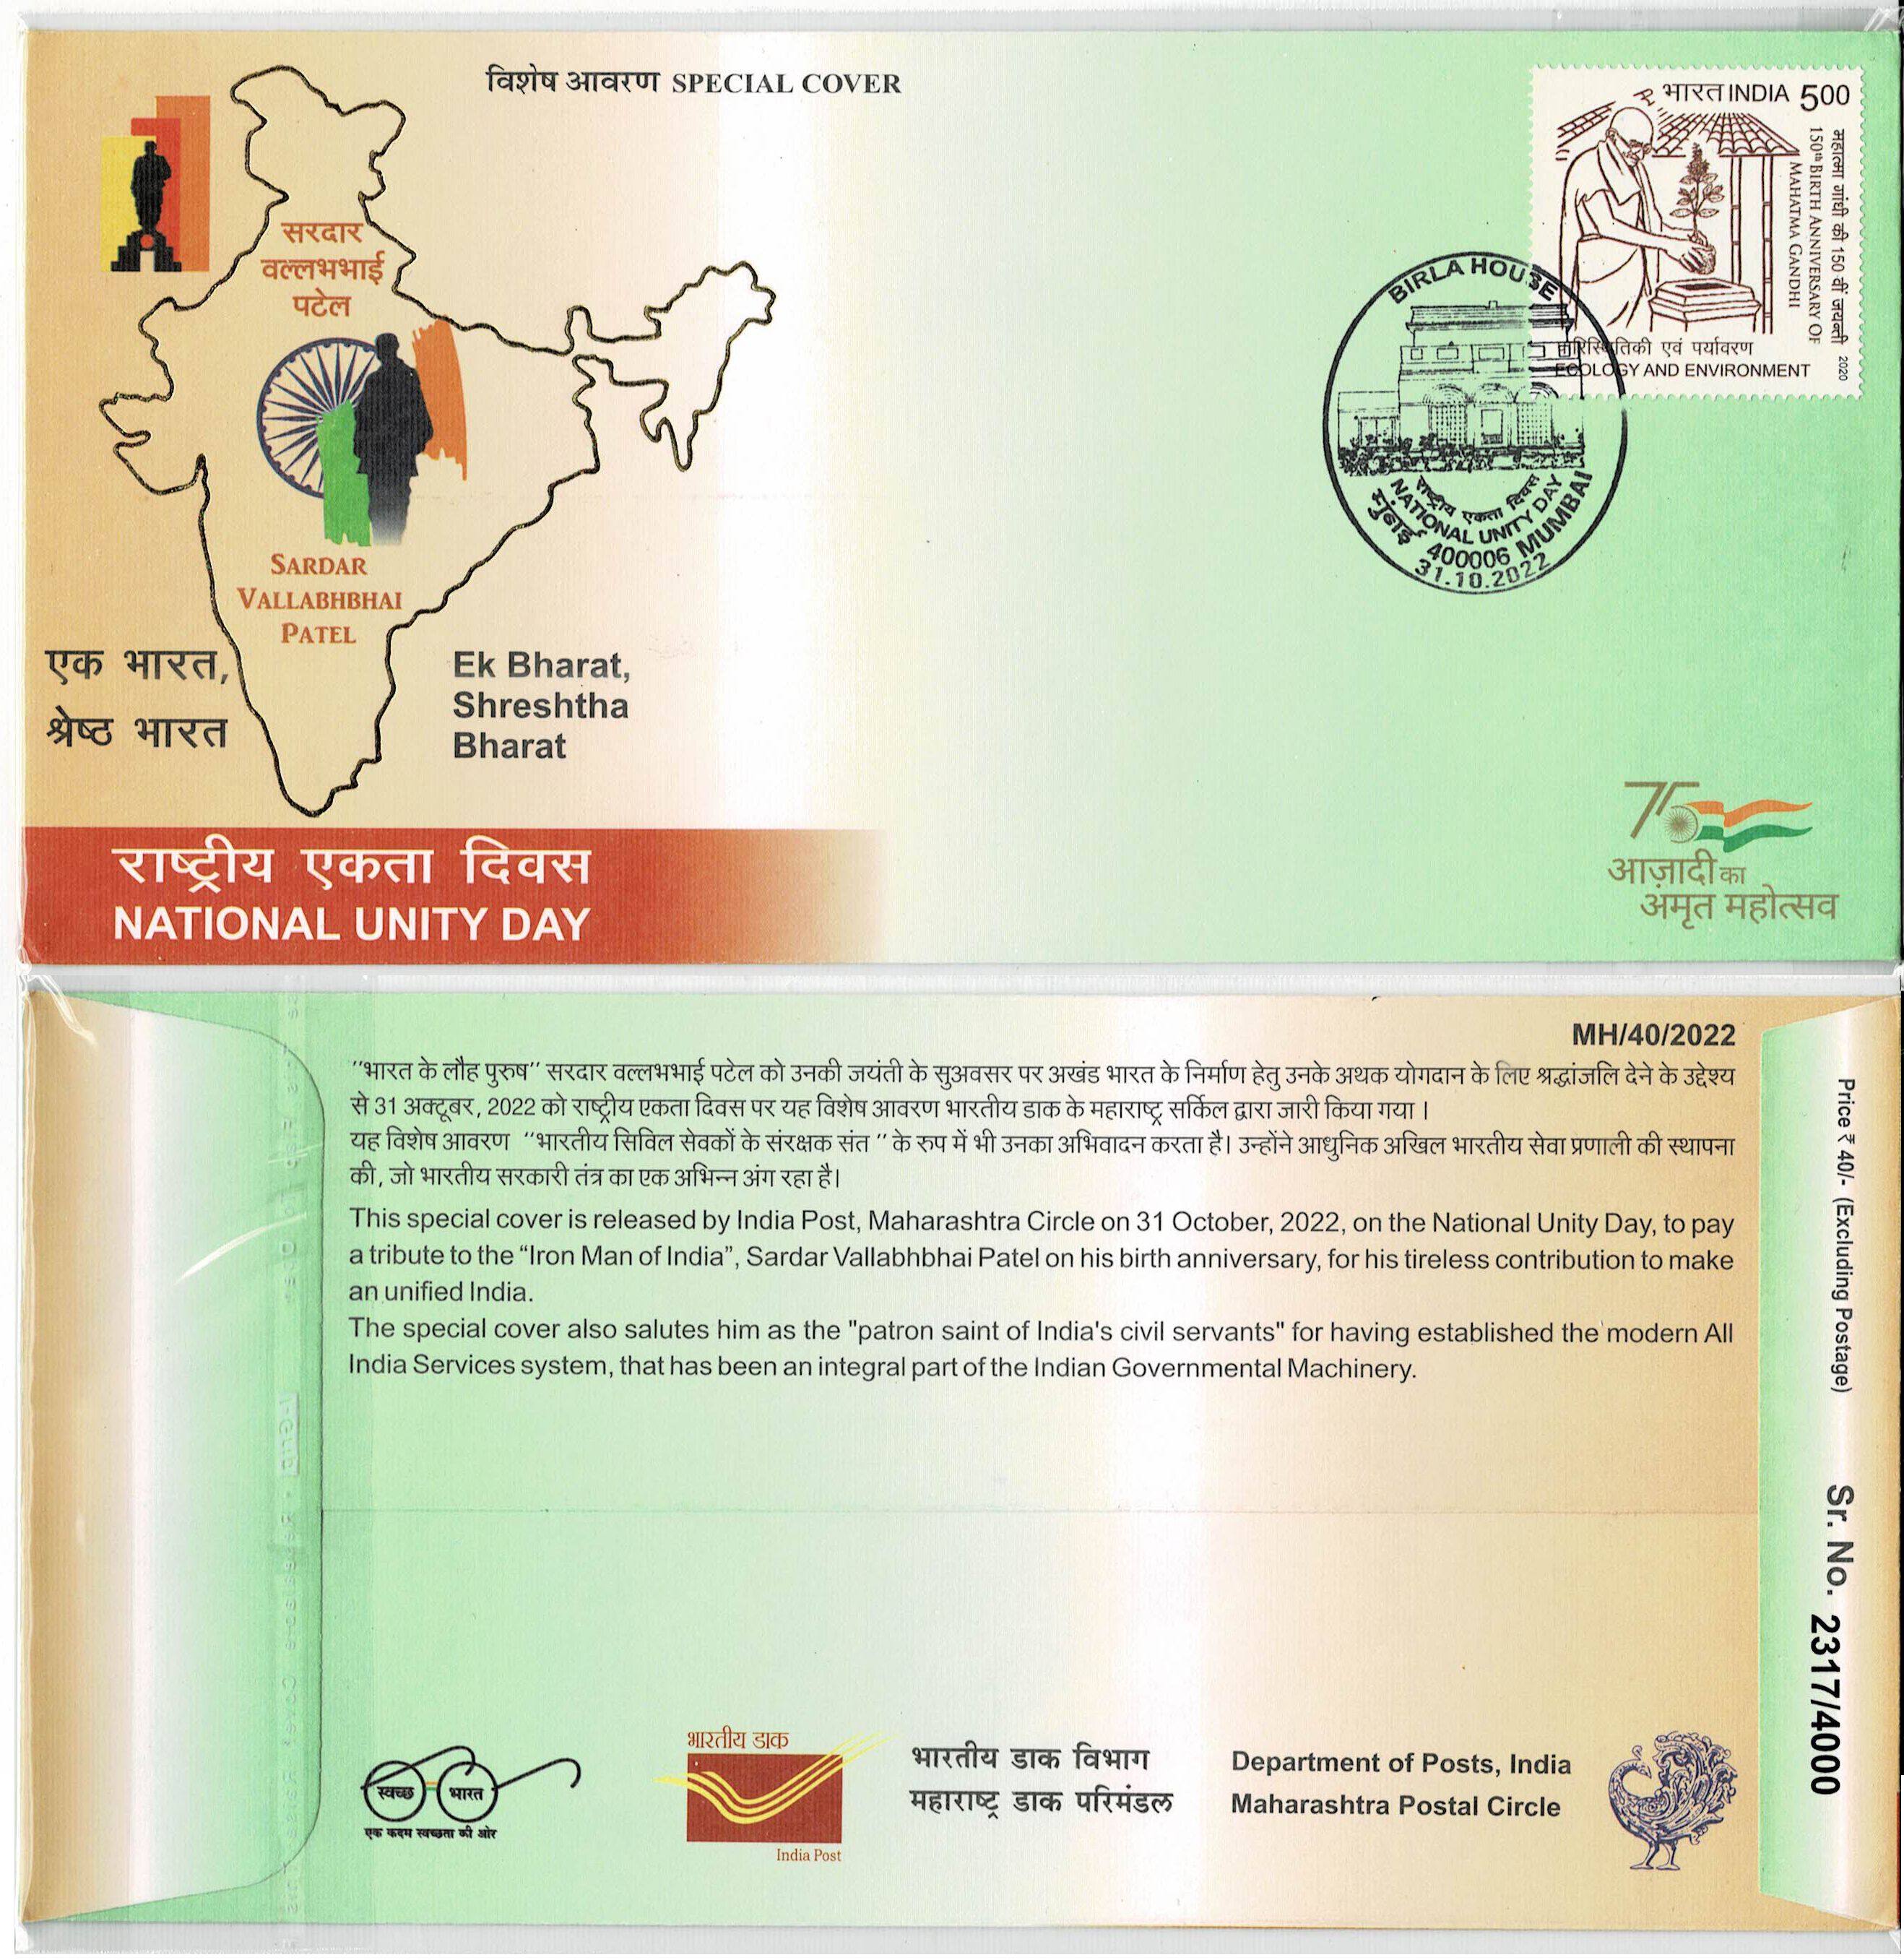 विशेष आवरण SPECIAL COVER
भारत INDIA 500
महात्मा गांधी की 150 वीं जयन्ती 2020
150th BIRTH ANNIVERSARY OF
MAHATMA GANDHI
पारिस्थितिकी एवं पर्यावरण
ECOLOGY AND ENVIRONMENT
BIRLA HOUSE
राष्ट्रीय एकता दिवस
NATIONAL UNITY DAY
मुंबई 400006 MUMBAI
31.10.2022
सरदार
वल्लभभाई
पटेल
SARDAR
VALLABHBHAI
PATEL
एक भारत,
श्रेष्ठ भारत
Ek Bharat,
Shreshtha
Bharat
राष्ट्रीय एकता दिवस
NATIONAL UNITY DAY
75
आज़ादी का
अमृत महोत्सव
MH/40/2022
"भारत के लौह पुरुष" सरदार वल्लभभाई पटेल को उनकी जयंती के सुअवसर पर अखंड भारत के निर्माण हेतु उनके अथक योगदान के लिए श्रद्धांजलि देने के उद्देश्य
से 31 अक्टूबर, 2022 को राष्ट्रीय एकता दिवस पर यह विशेष आवरण भारतीय डाक के महाराष्ट्र सर्किल द्वारा जारी किया गया ।
यह विशेष आवरण "भारतीय सिविल सेवकों के संरक्षक संत " के रुप में भी उनका अभिवादन करता है। उन्होंने आधुनिक अखिल भारतीय सेवा प्रणाली की स्थापना
की, जो भारतीय सरकारी तंत्र का एक अभिन्न अंग रहा है।
This special cover is released by India Post, Maharashtra Circle on 31 October, 2022, on the National Unity Day, to pay
a tribute to the “Iron Man of India”, Sardar Vallabhbhai Patel on his birth anniversary, for his tireless contribution to make
an unified India.
The special cover also salutes him as the "patron saint of India's civil servants" for having established the modern All
India Services system, that has been an integral part of the Indian Governmental Machinery.
Price ₹ 40/- (Excluding Postage)
Sr. No. 2317/4000
स्वच्छ भारत
एक कदम स्वच्छता की ओर
भारतीय डाक
India Post
भारतीय डाक विभाग
महाराष्ट्र डाक परिमंडल
Department of Posts, India
Maharashtra Postal Circle